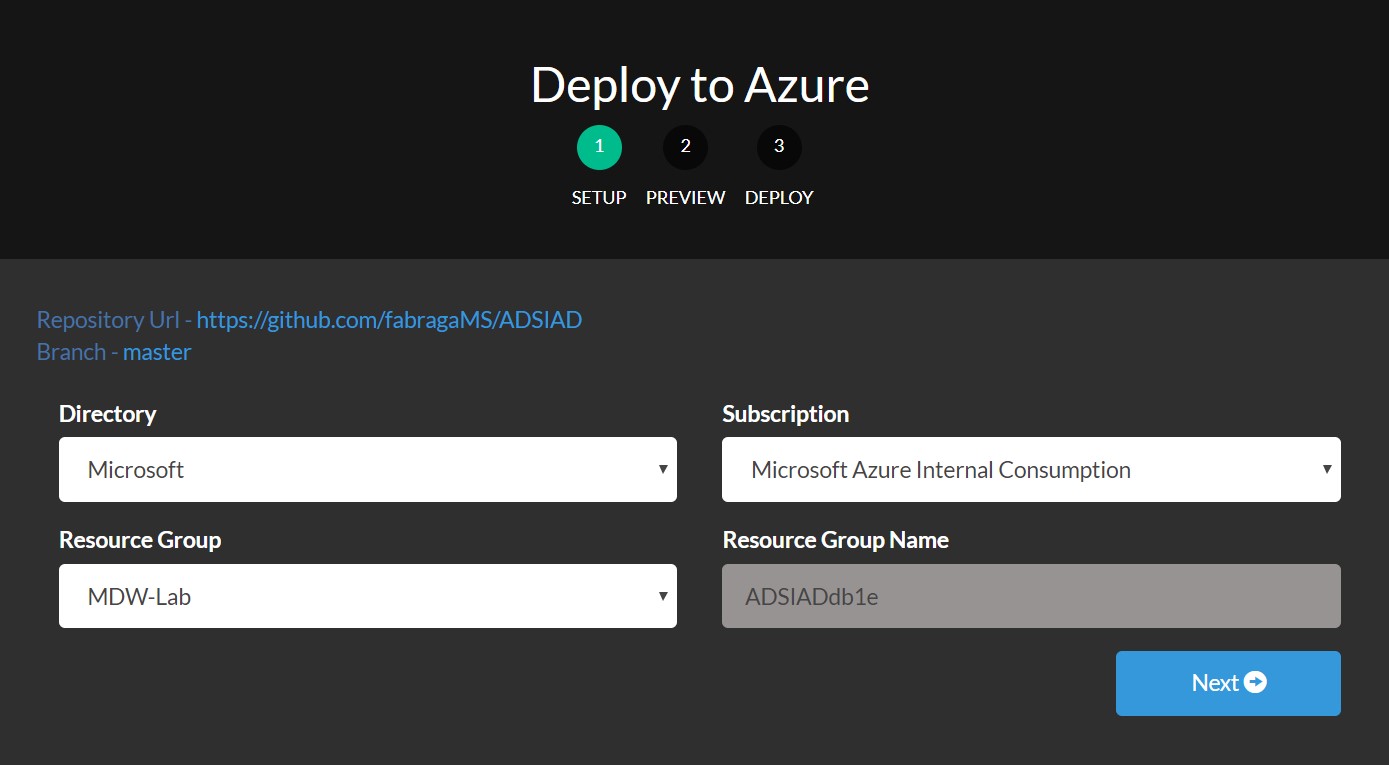 Deploy to Azure
1 2 3
SETUP PREVIEW DEPLOY
Repository Url - https://github.com/fabragaMS/ADSIAD
Branch - master
Directory Subscription
Microsoft Microsoft Azure Internal Consumption
Resource Group Resource Group Name
MDW-Lab ADSIADdb1e
Next